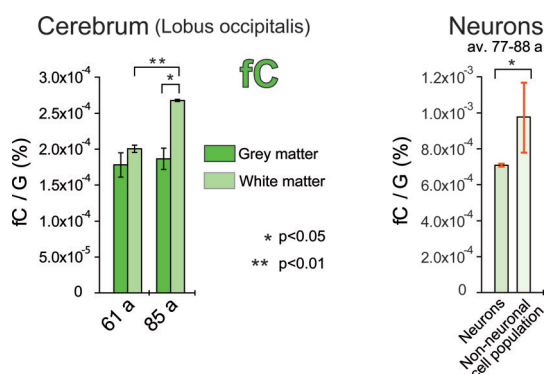 Cerebrum (Lobus occipitalis)
fC
**
*
fC / G (%)
3.0x10-4
2.5x10-4
2.0x10-4
1.5x10-4
1.0x10-4
5.0x10-5
0
61 a
85 a
Grey matter
White matter
* p<0.05
** p<0.01
Neurons
av. 77-88 a
*
fC / G (%)
1.2x10-3
1.0x10-3
8.0x10-4
6.0x10-4
4.0x10-4
2.0x10-4
0
Neurons
Non-neuronal
cell population